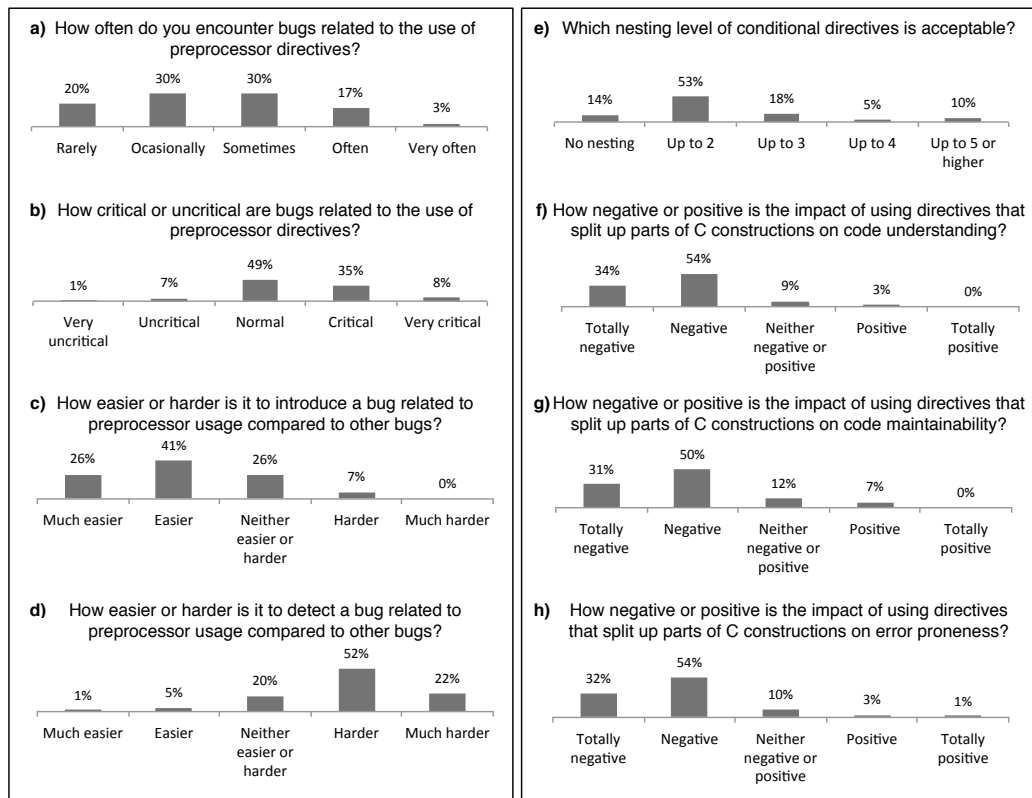 a) How often do you encounter bugs related to the use of
preprocessor directives?
20% 30% 30% 17% 3%
Rarely Ocasionally Sometimes Often Very often
b) How critical or uncritical are bugs related to the use of
preprocessor directives?
1% 7% 49% 35% 8%
Very Uncritical Normal Critical Very critical
uncritical
c) How easier or harder is it to introduce a bug related to
preprocessor usage compared to other bugs?
26% 41% 26% 7% 0%
Much easier Easier Neither Harder Much harder
easier or
harder
d) How easier or harder is it to detect a bug related to
preprocessor usage compared to other bugs?
1% 5% 20% 52% 22%
Much easier Easier Neither Harder Much harder
easier or
harder
e) Which nesting level of conditional directives is acceptable?
14% 53% 18% 5% 10%
No nesting Up to 2 Up to 3 Up to 4 Up to 5 or
higher
f) How negative or positive is the impact of using directives that
split up parts of C constructions on code understanding?
34% 54% 9% 3% 0%
Totally Negative Neither Positive Totally
negative negative or positive
positive
g) How negative or positive is the impact of using directives that
split up parts of C constructions on code maintainability?
31% 50% 12% 7% 0%
Totally Negative Neither Positive Totally
negative negative or positive
positive
h) How negative or positive is the impact of using directives
that split up parts of C constructions on error proneness?
32% 54% 10% 3% 1%
Totally Negative Neither Positive Totally
negative negative or positive
positive